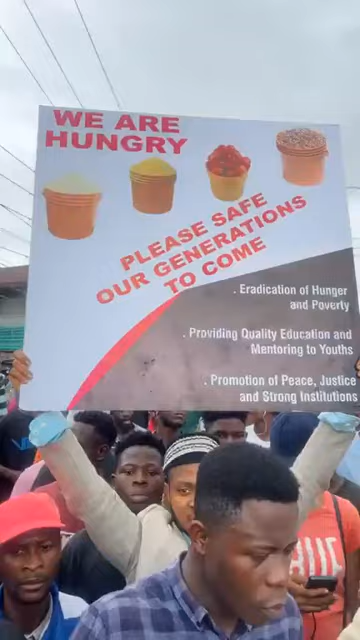 WE ARE
HUNGRY
PLEASE SAFE
OUR GENERATIONS
TO COME
. Eradication of Hunger
and Poverty
. Providing Quality Education and
Mentoring to Youths
. Promotion of Peace, Justice
and Strong Institutions